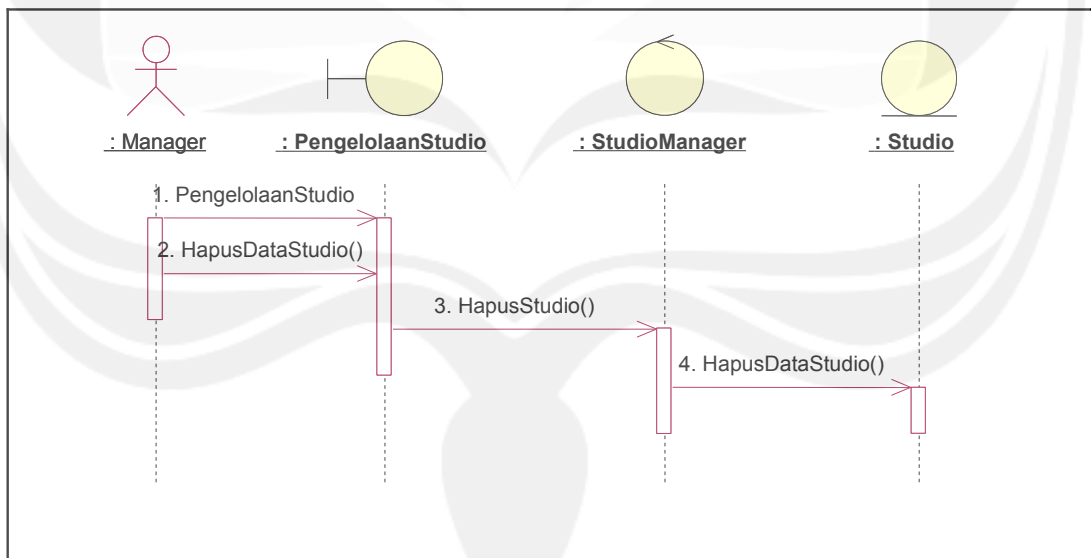 : Manager
: PengelolaanStudio
: StudioManager
: Studio
1. PengelolaanStudio
2. HapusDataStudio()
3. HapusStudio()
4. HapusDataStudio()